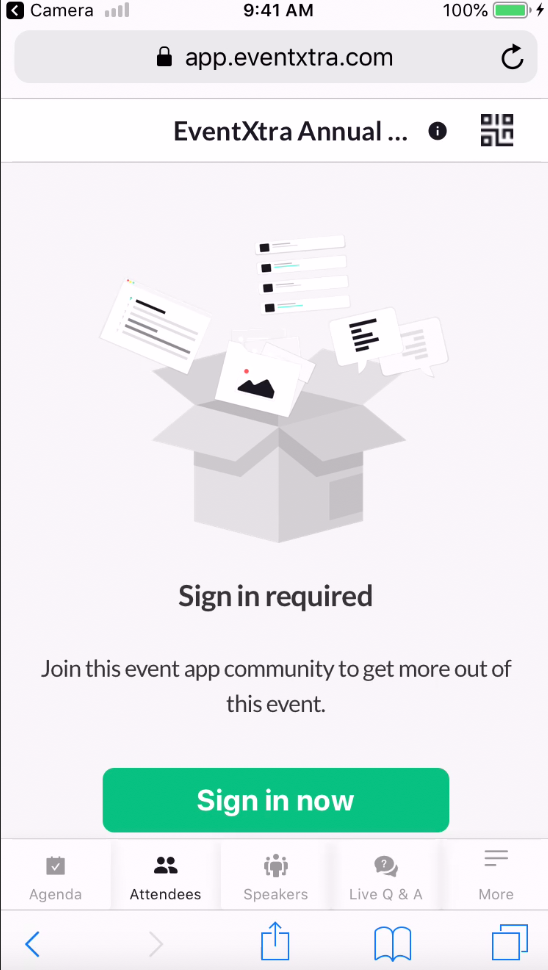 Camera 9:41 AM 100%
app.eventxtra.com
EventXtra Annual ...
Sign in required
Join this event app community to get more out of
this event.
Sign in now
Agenda Attendees Speakers Live Q & A More